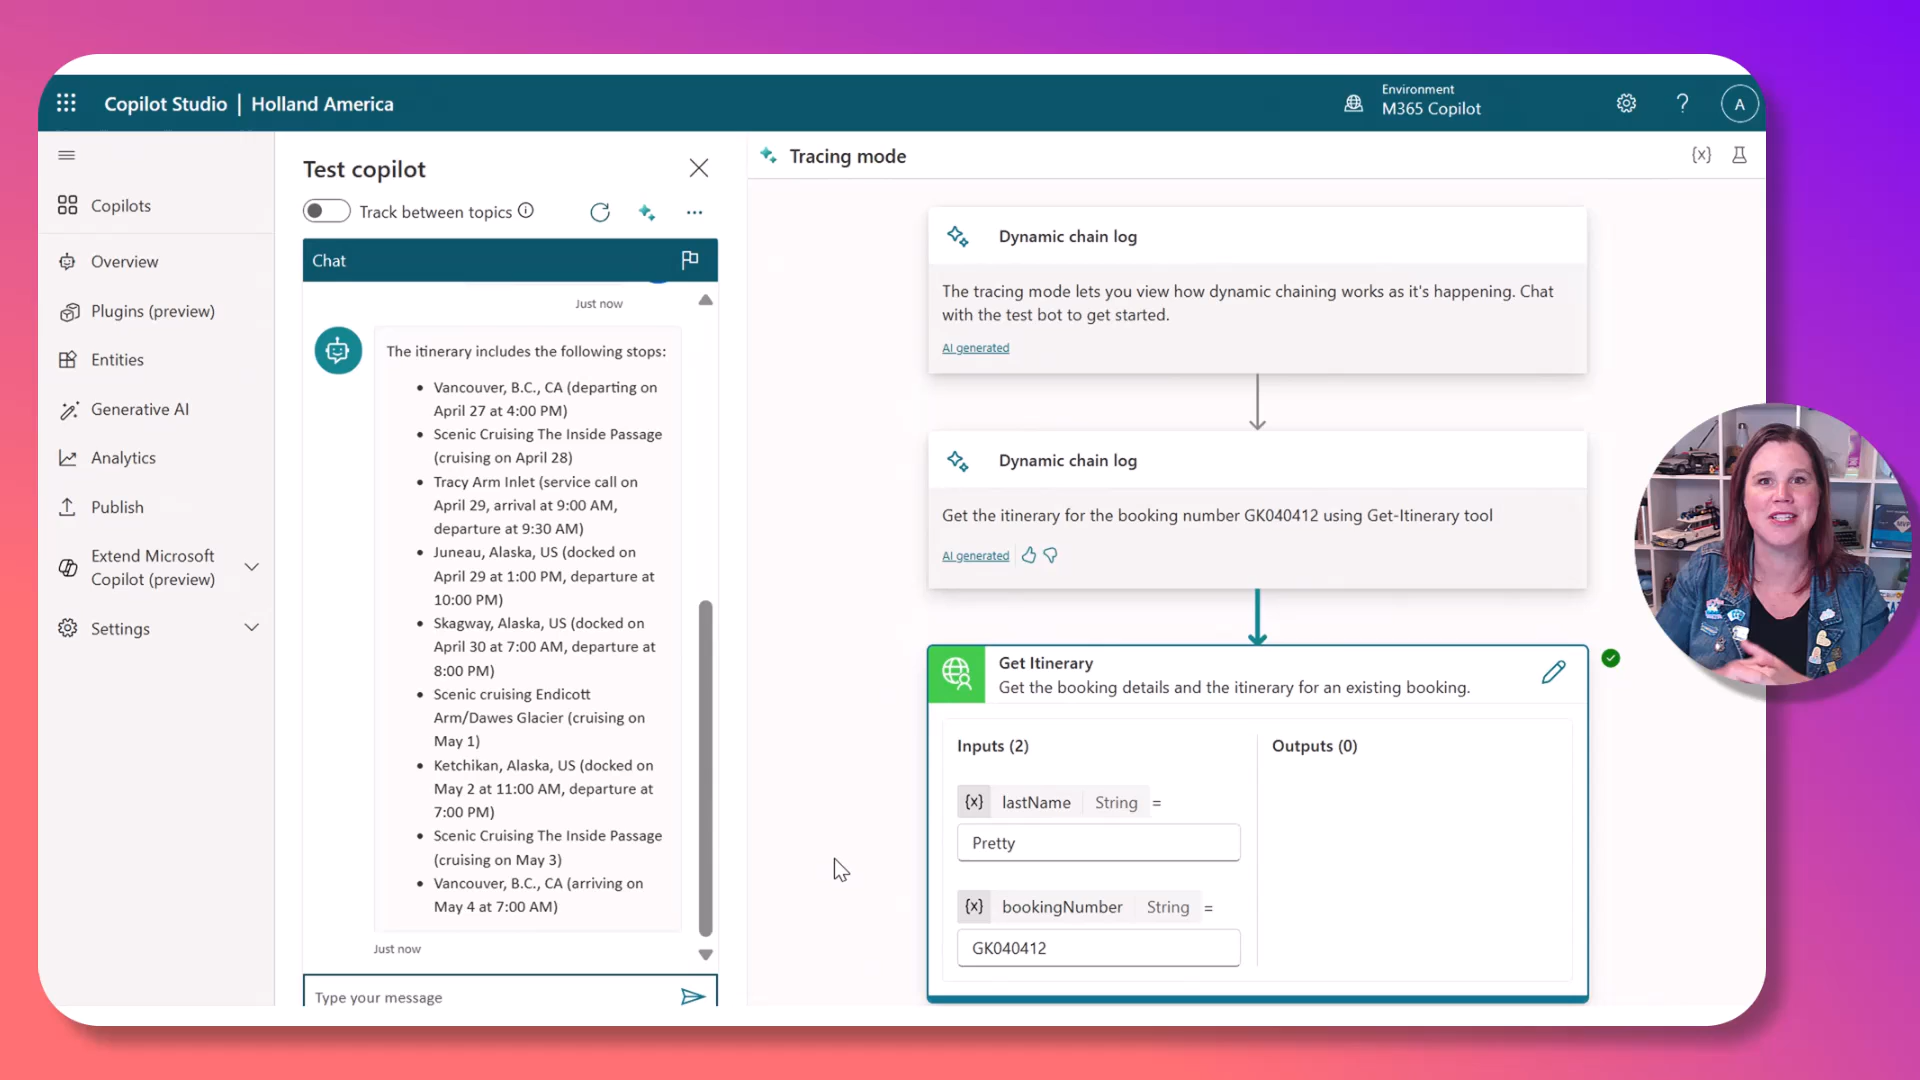 Copilot Studio | Holland America
Environment
M365 Copilot
?
A
Copilots
Overview
Plugins (preview)
Entities
Generative AI
Analytics
Publish
Extend Microsoft
Copilot (preview)
Settings
Test copilot
Track between topics
Chat
Just now
The itinerary includes the following stops:
• Vancouver, B.C., CA (departing on
April 27 at 4:00 PM)
• Scenic Cruising The Inside Passage
(cruising on April 28)
• Tracy Arm Inlet (service call on
April 29, arrival at 9:00 AM,
departure at 9:30 AM)
• Juneau, Alaska, US (docked on
April 29 at 1:00 PM, departure at
10:00 PM)
• Skagway, Alaska, US (docked on
April 30 at 7:00 AM, departure at
8:00 PM)
• Scenic cruising Endicott
Arm/Dawes Glacier (cruising on
May 1)
• Ketchikan, Alaska, US (docked on
May 2 at 11:00 AM, departure at
7:00 PM)
• Scenic Cruising The Inside Passage
(cruising on May 3)
• Vancouver, B.C., CA (arriving on
May 4 at 7:00 AM)
Just now
Type your message
Tracing mode
{x}
Dynamic chain log
The tracing mode lets you view how dynamic chaining works as it's happening. Chat
with the test bot to get started.
AI generated
Dynamic chain log
Get the itinerary for the booking number GK040412 using Get-Itinerary tool
AI generated
Get Itinerary
Get the booking details and the itinerary for an existing booking.
Inputs (2)
{x} lastName String =
Pretty
{x} bookingNumber String =
GK040412
Outputs (0)